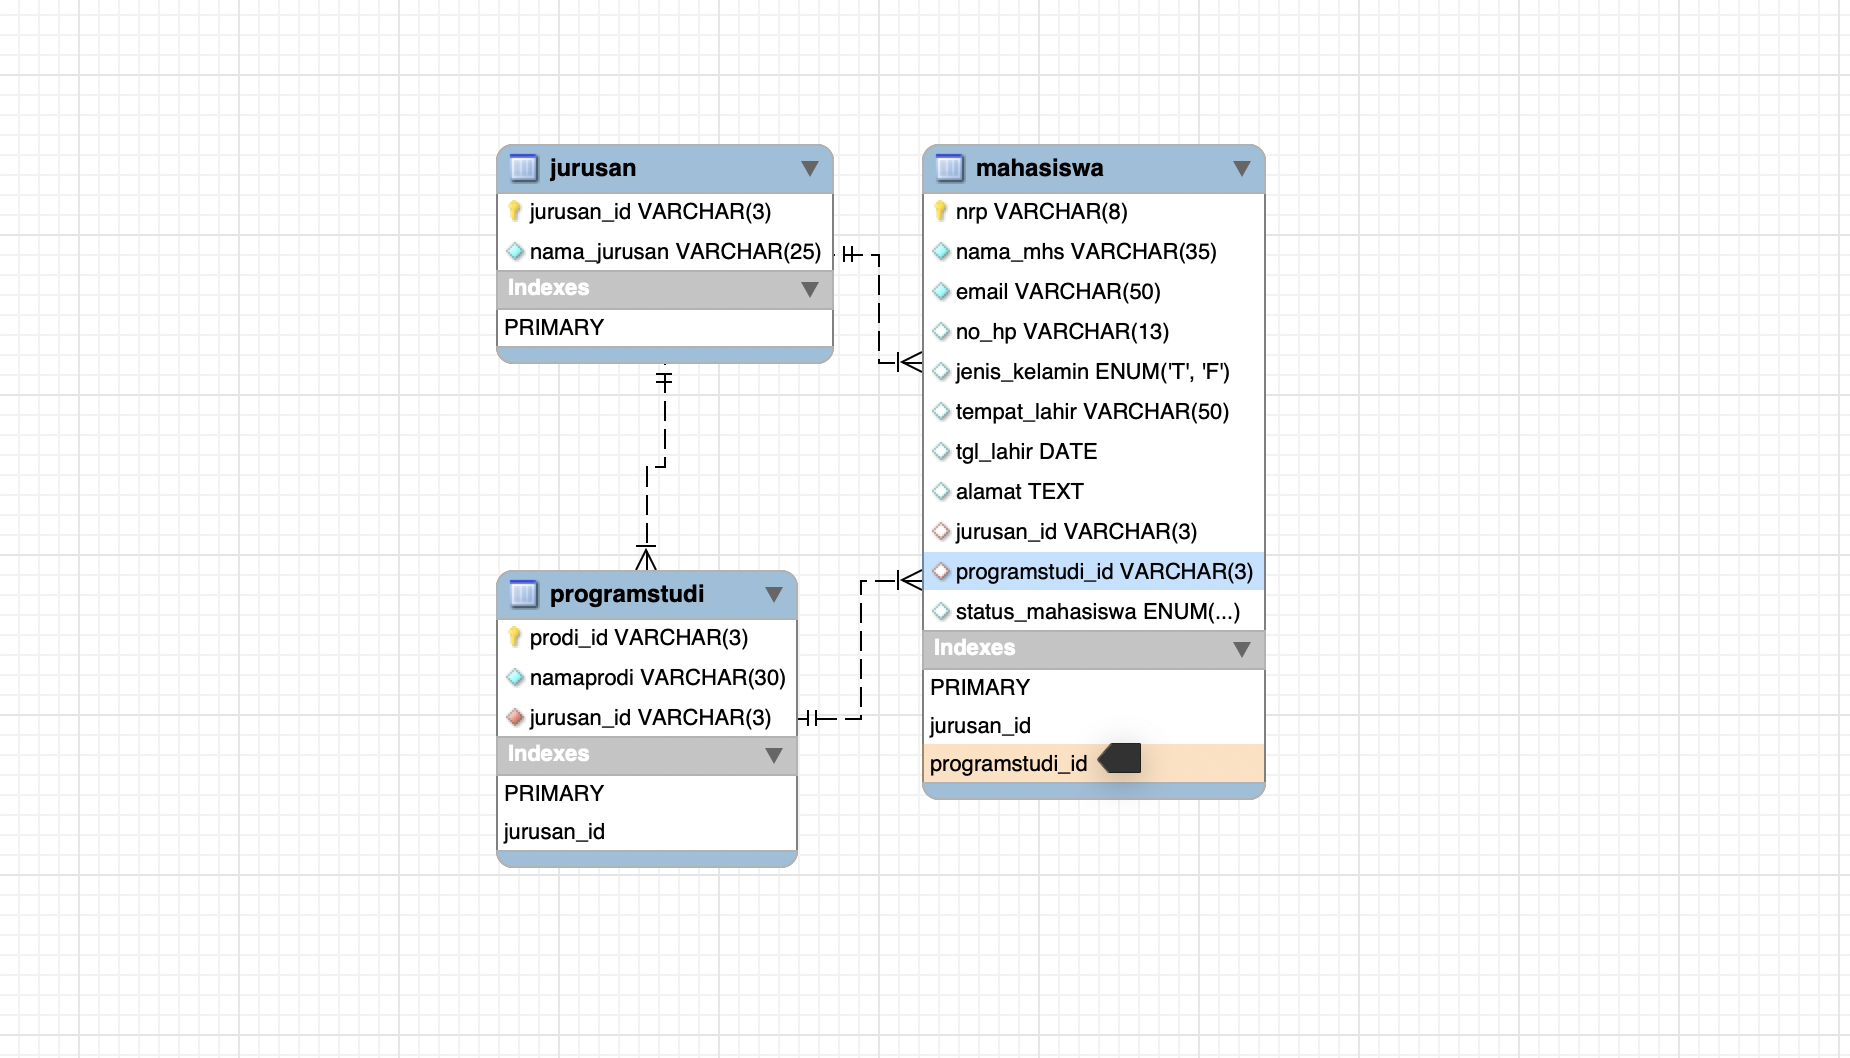 jurusan
jurusan_id VARCHAR(3)
nama_jurusan VARCHAR(25)
Indexes
PRIMARY
mahasiswa
nrp VARCHAR(8)
nama_mhs VARCHAR(35)
email VARCHAR(50)
no_hp VARCHAR(13)
jenis_kelamin ENUM('T', 'F')
tempat_lahir VARCHAR(50)
tgl_lahir DATE
alamat TEXT
jurusan_id VARCHAR(3)
programstudi_id VARCHAR(3)
status_mahasiswa ENUM(...)
Indexes
PRIMARY
jurusan_id
programstudi_id
programstudi
prodi_id VARCHAR(3)
namaprodi VARCHAR(30)
jurusan_id VARCHAR(3)
Indexes
PRIMARY
jurusan_id